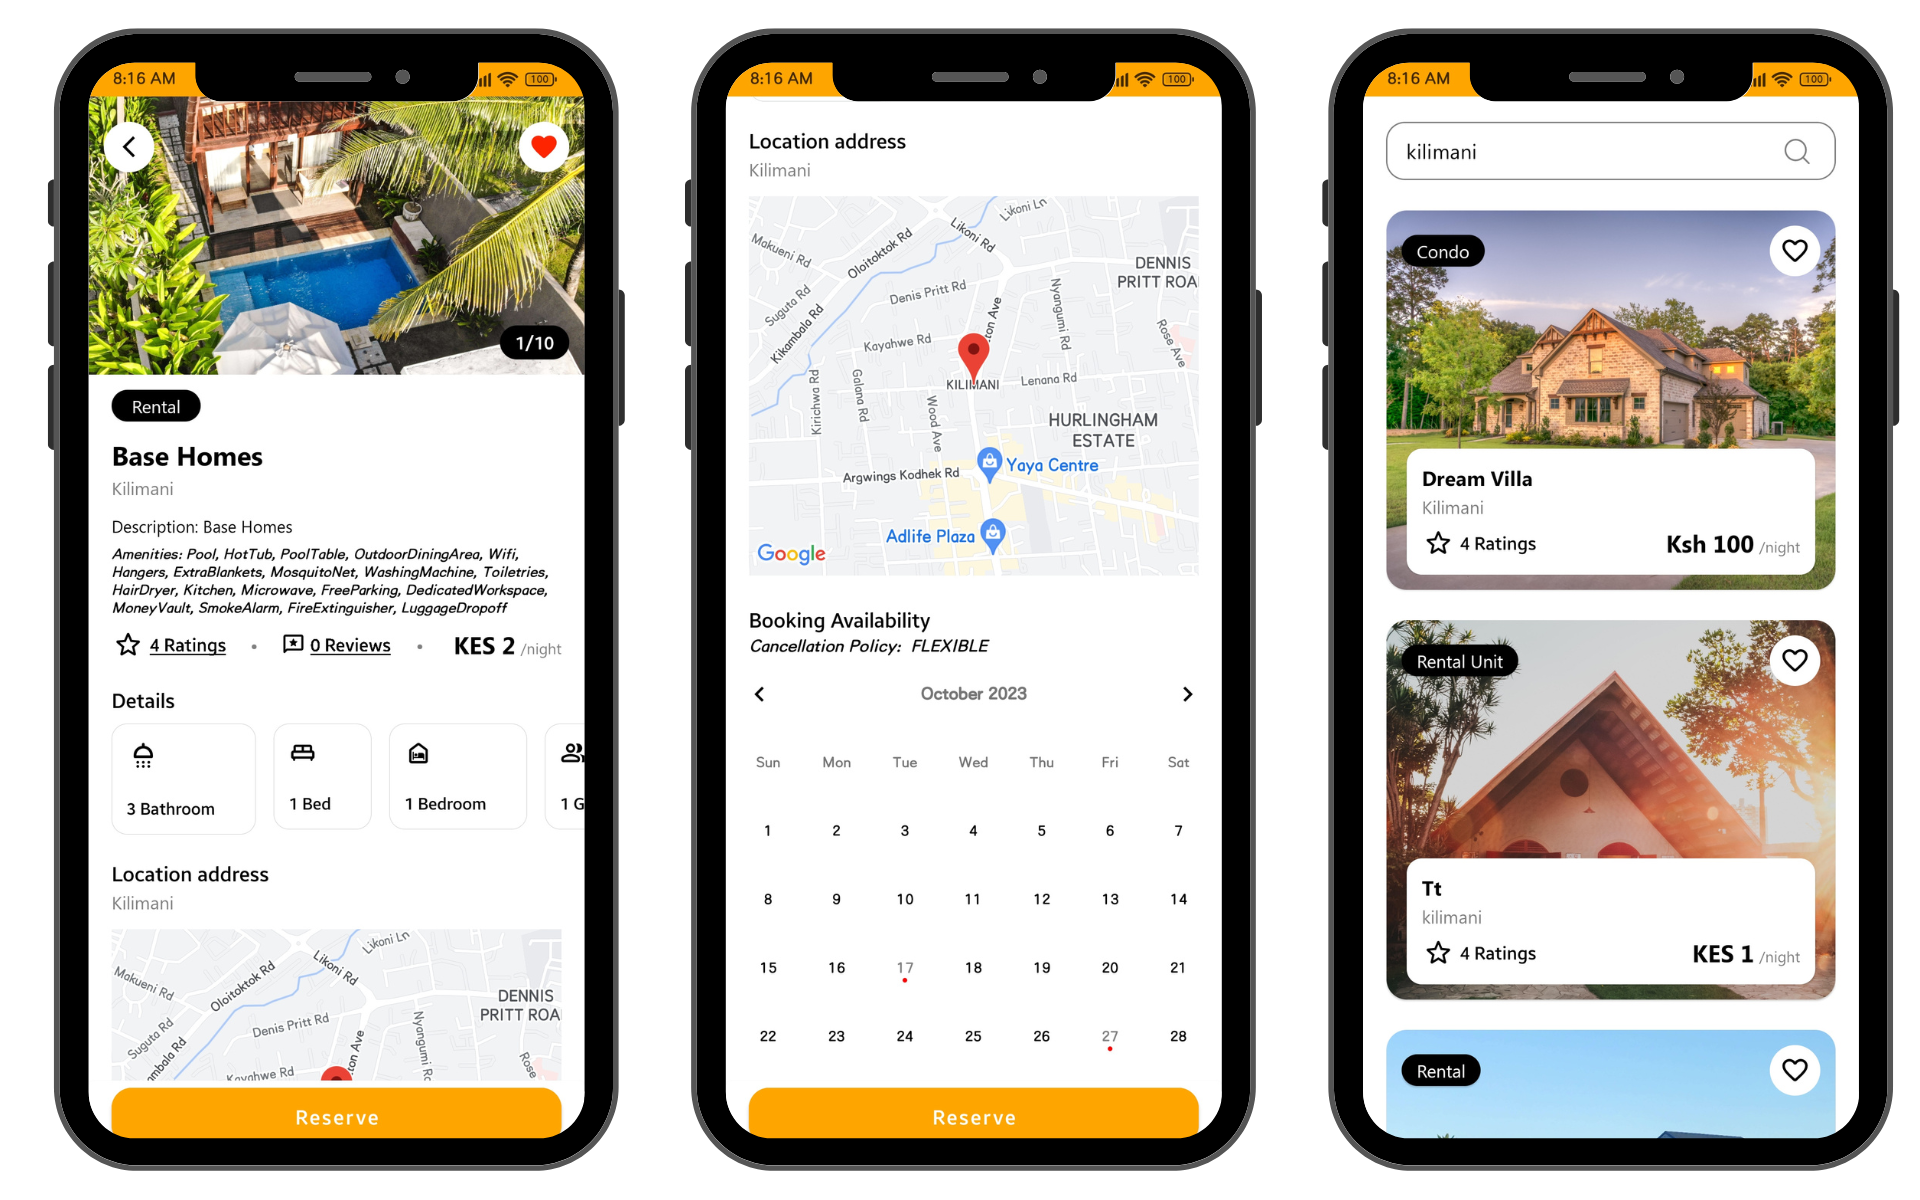 8:16 AM
100
1/10
Rental
Base Homes
Kilimani
Description: Base Homes
Amenities: Pool, HotTub, PoolTable, OutdoorDiningArea, Wifi,
Hangers, ExtraBlankets, MosquitoNet, WashingMachine, Toiletries,
HairDryer, Kitchen, Microwave, FreeParking, DedicatedWorkspace,
MoneyVault, SmokeAlarm, FireExtinguisher, LuggageDropoff
4 Ratings • 0 Reviews • KES 2 /night
Details
3 Bathroom
1 Bed
1 Bedroom
1 G
Location address
Kilimani
Likoni Ln
Likoni Rd
Makueni Rd
Oloitoktok Rd
DENNIS
PRITT ROA
Denis Pritt Rd
Suguta Rd
mbala Rd
Nyangumi Rd
ton Ave
Rose
Kayahwe Rd
Reserve
8:16 AM
100
Location address
Kilimani
Likoni Ln
Likoni Rd
Makueni Rd
Oloitoktok Rd
DENNIS
PRITT ROA
Denis Pritt Rd
Suguta Rd
Kikambala Rd
Nyangumi Rd
ton Ave
Rose Ave
Kayahwe Rd
KILIMANI
Lenana Rd
Kirichwa Rd
Galana Rd
Wood Ave
HURLINGHAM
ESTATE
Yaya Centre
Argwings Kodhek Rd
Adlife Plaza
Google
Booking Availability
Cancellation Policy: FLEXIBLE
October 2023
Sun Mon Tue Wed Thu Fri Sat
1 2 3 4 5 6 7
8 9 10 11 12 13 14
15 16 17 18 19 20 21
22 23 24 25 26 27 28
Reserve
8:16 AM
100
kilimani
Condo
Dream Villa
Kilimani
4 Ratings
Ksh 100 /night
Rental Unit
Tt
kilimani
4 Ratings
KES 1 /night
Rental